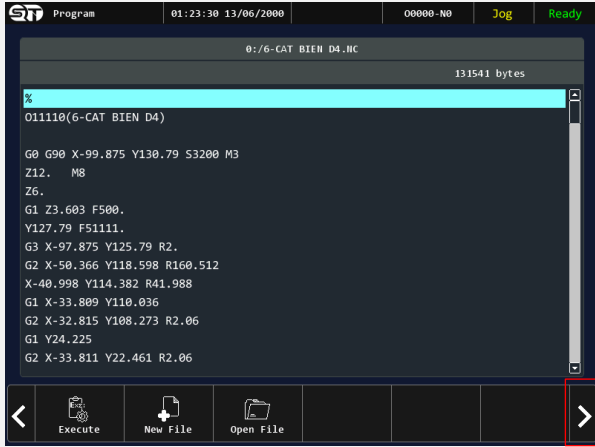 Program 01:23:30 13/06/2000 O0000-N0 Jog Ready
0:/6-CAT BIEN D4.NC
131541 bytes
%
O11110(6-CAT BIEN D4)
G0 G90 X-99.875 Y130.79 S3200 M3
Z12. M8
Z6.
G1 Z3.603 F500.
Y127.79 F51111.
G3 X-97.875 Y125.79 R2.
G2 X-50.366 Y118.598 R160.512
X-40.998 Y114.382 R41.988
G1 X-33.809 Y110.036
G2 X-32.815 Y108.273 R2.06
G1 Y24.225
G2 X-33.811 Y22.461 R2.06
Execute New File Open File